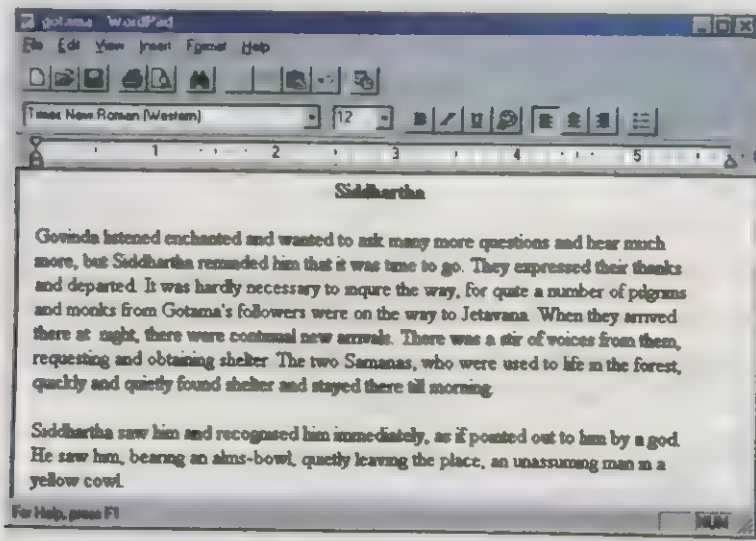 gotama - WordPad
File Edit View Insert Format Help
Times New Roman (Western) 12 B I U
1 2 3 4 5
Siddhartha
Govinda listened enchanted and wanted to ask many more questions and hear much
more, but Siddhartha reminded him that it was time to go. They expressed their thanks
and departed. It was hardly necessary to inquire the way, for quite a number of pilgrims
and monks from Gotama's followers were on the way to Jetavana. When they arrived
there at night, there were continual new arrivals. There was a stir of voices from them,
requesting and obtaining shelter. The two Samanas, who were used to life in the forest,
quickly and quietly found shelter and stayed there till morning.
Siddhartha saw him and recognised him immediately, as if pointed out to him by a god.
He saw him, bearing an alms-bowl, quietly leaving the place, an unassuming man in a
yellow cowl.
For Help, press F1 NUM